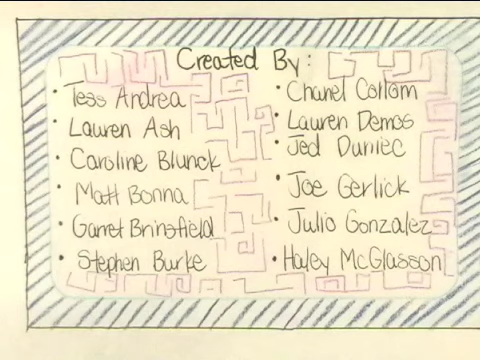 Created By:
• Tess Andrea
• Lauren Ash
• Caroline Blunck
• Matt Bonna
• Garret Brinsfield
• Stephen Burke
• Chanel Cottom
• Lauren Demos
• Jed Duniec
• Joe Gerlick
• Julio Gonzalez
• Haley McGlasson